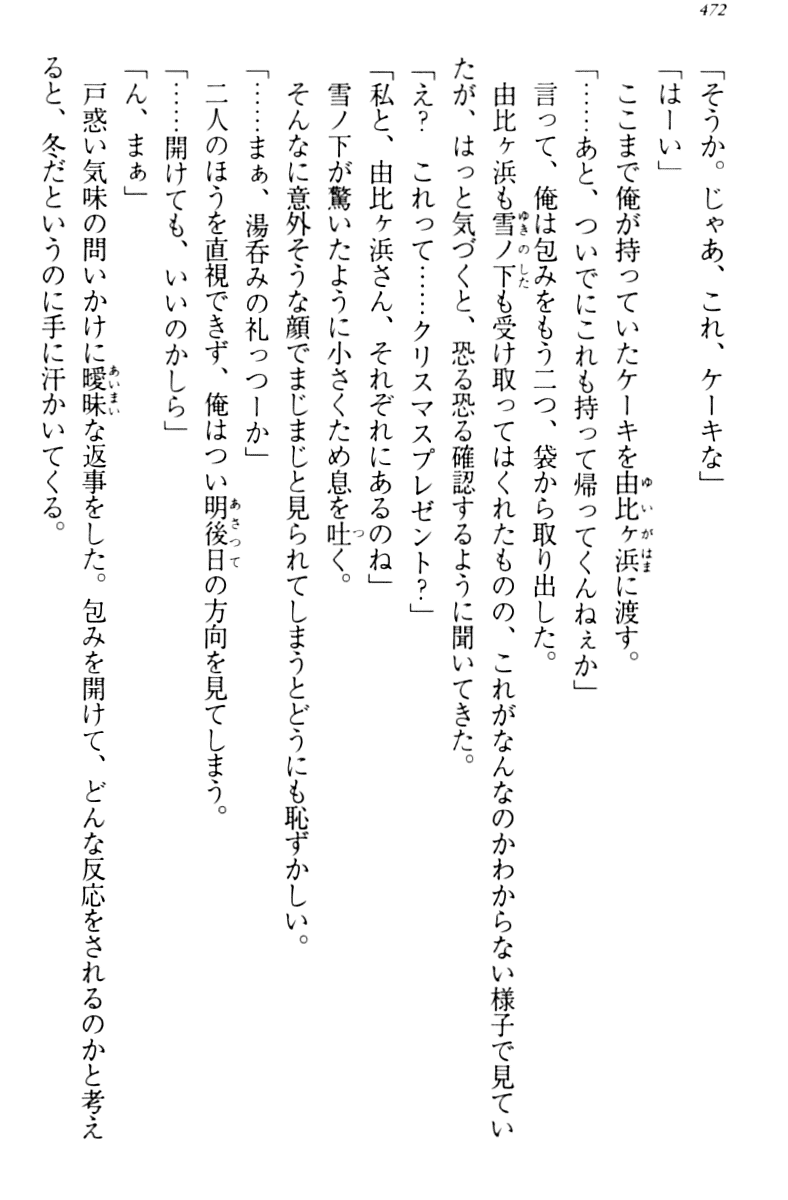 472
「そうか。じゃあ、これ、ケーキな」
「はーい」
ここまで俺が持っていたケーキを由比ヶ浜に渡す。
「……あと、ついでにこれも持って帰ってくんねぇか」
言って、俺は包みをもう二つ、袋から取り出した。
由比ヶ浜も雪ノ下も受け取ってはくれたものの、これがなんなのかわからない様子で見てい
たが、はっと気づくと、恐る恐る確認するように聞いてきた。
「え？　これって……クリスマスプレゼント？」
「私と、由比ヶ浜さん、それぞれにあるのね」
雪ノ下が驚いたように小さくため息を吐く。
そんなに意外そうな顔でまじまじと見られてしまうとどうにも恥ずかしい。
「……まぁ、湯呑みの礼っつーか」
二人のほうを直視できず、俺はつい明後日の方向を見てしまう。
「……開けても、いいのかしら」
「ん、まぁ」
戸惑い気味の問いかけに曖昧な返事をした。包みを開けて、どんな反応をされるのかと考え
ると、冬だというのに手に汗かいてくる。